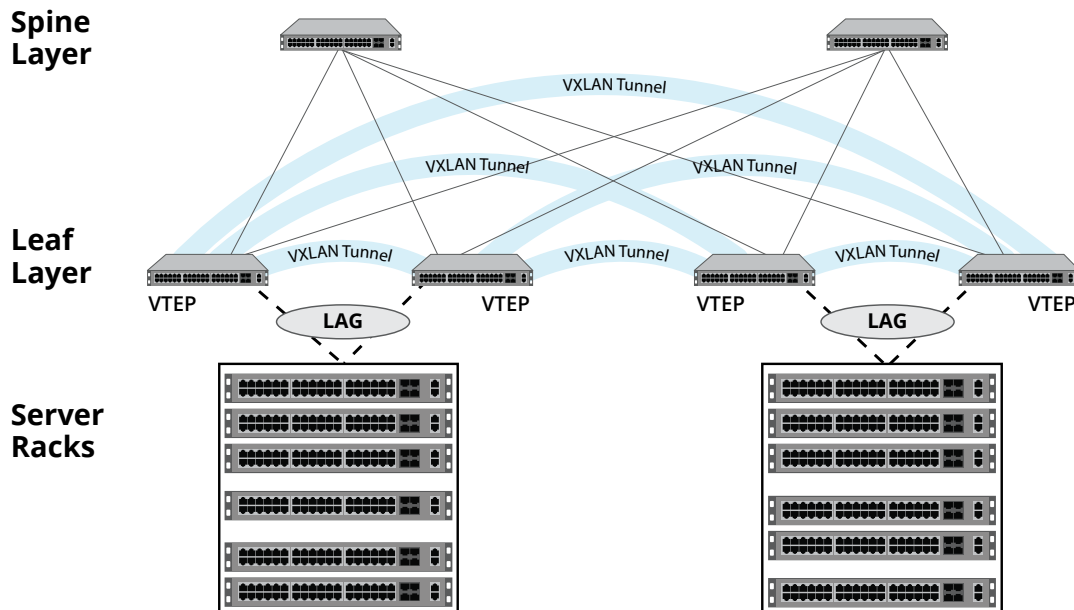 Spine
Layer
VXLAN Tunnel
VXLAN Tunnel
VXLAN Tunnel
Leaf
Layer
VXLAN Tunnel
VXLAN Tunnel
VXLAN Tunnel
VTEP
VTEP
VTEP
VTEP
LAG
LAG
Server
Racks